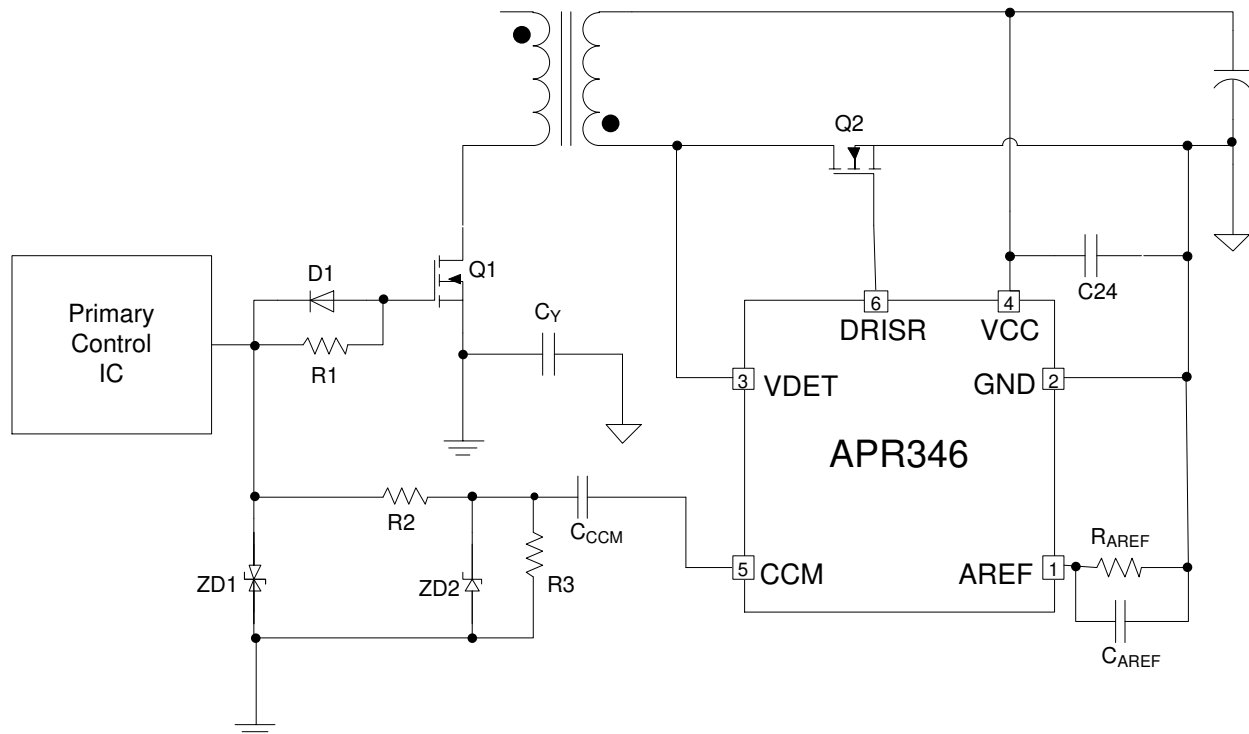 Q2
D1
Q1
C24
Primary
Control
IC
CY
R1
6
4
DRISR
VCC
3
VDET
GND
2
APR346
R2
CCCM
R3
RAREF
ZD1
ZD2
5
CCM
AREF
1
CAREF